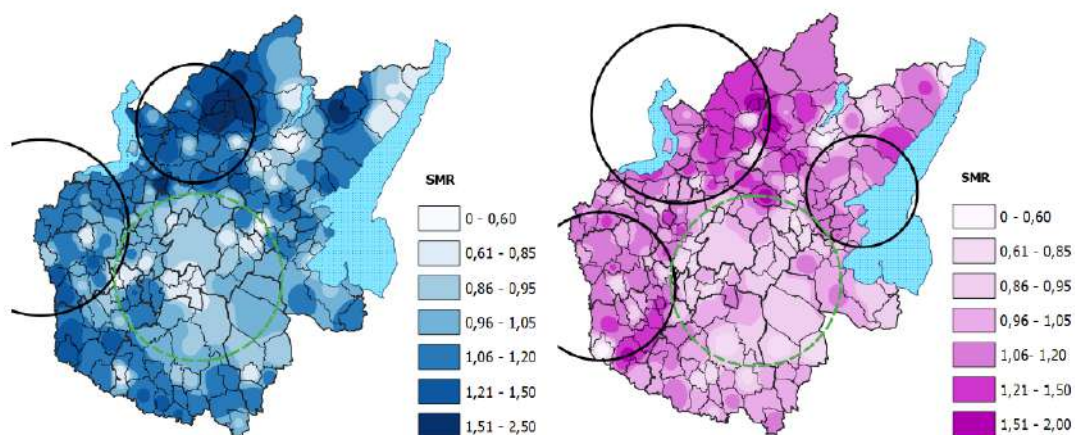 SMR
0 - 0,60
0,61 - 0,85
0,86 - 0,95
0,96 - 1,05
1,06 - 1,20
1,21 - 1,50
1,51 - 2,50
SMR
0 - 0,60
0,61 - 0,85
0,86 - 0,95
0,96 - 1,05
1,06- 1,20
1,21 - 1,50
1,51 - 2,00